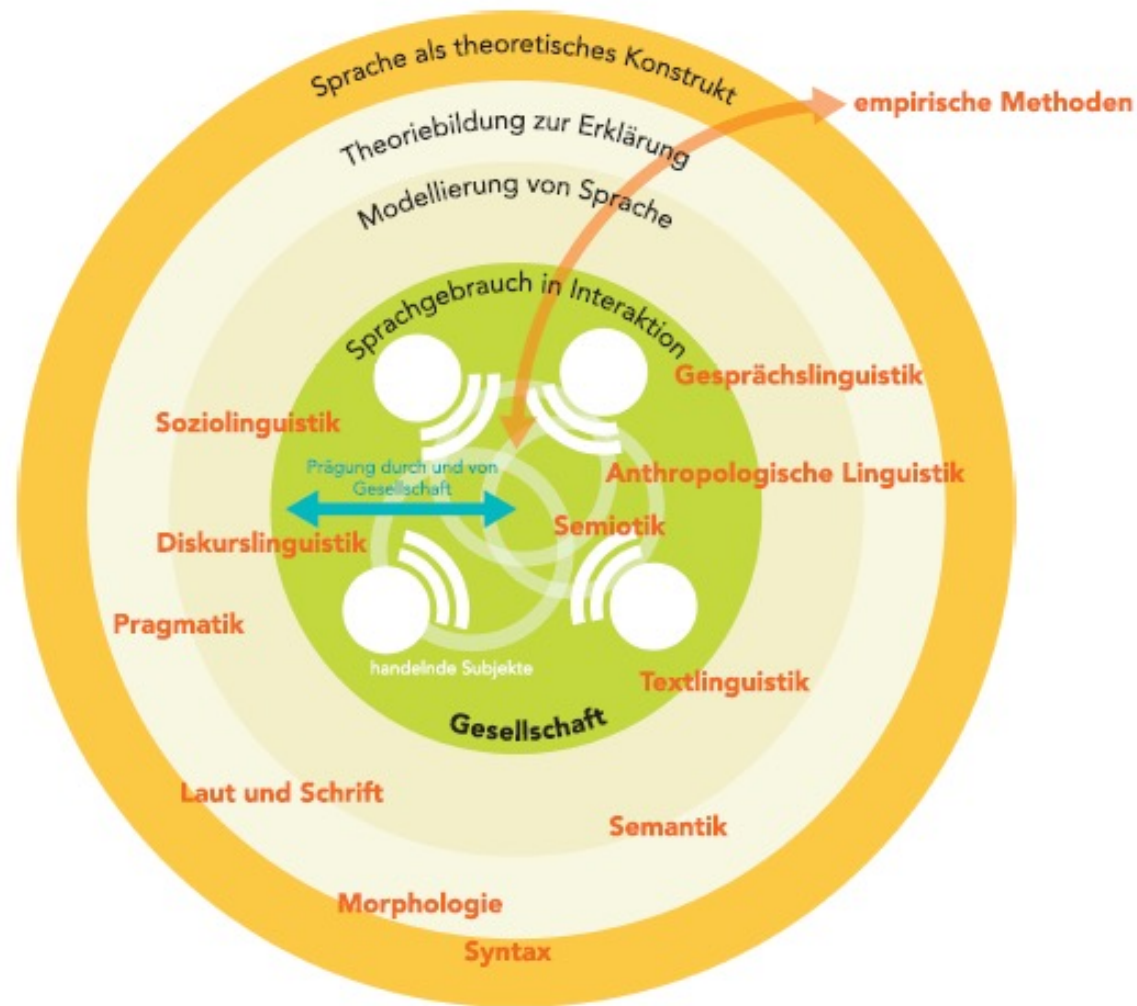 Sprache als theoretisches Konstrukt
empirische Methoden
Theoriebildung zur Erklärung
Modellierung von Sprache
Sprachgebrauch in Interaktion
Gesprächslinguistik
Soziolinguistik
Prägung durch und von
Gesellschaft
Anthropologische Linguistik
Semiotik
Diskurslinguistik
Pragmatik
handelnde Subjekte
Textlinguistik
Gesellschaft
Laut und Schrift
Semantik
Morphologie
Syntax